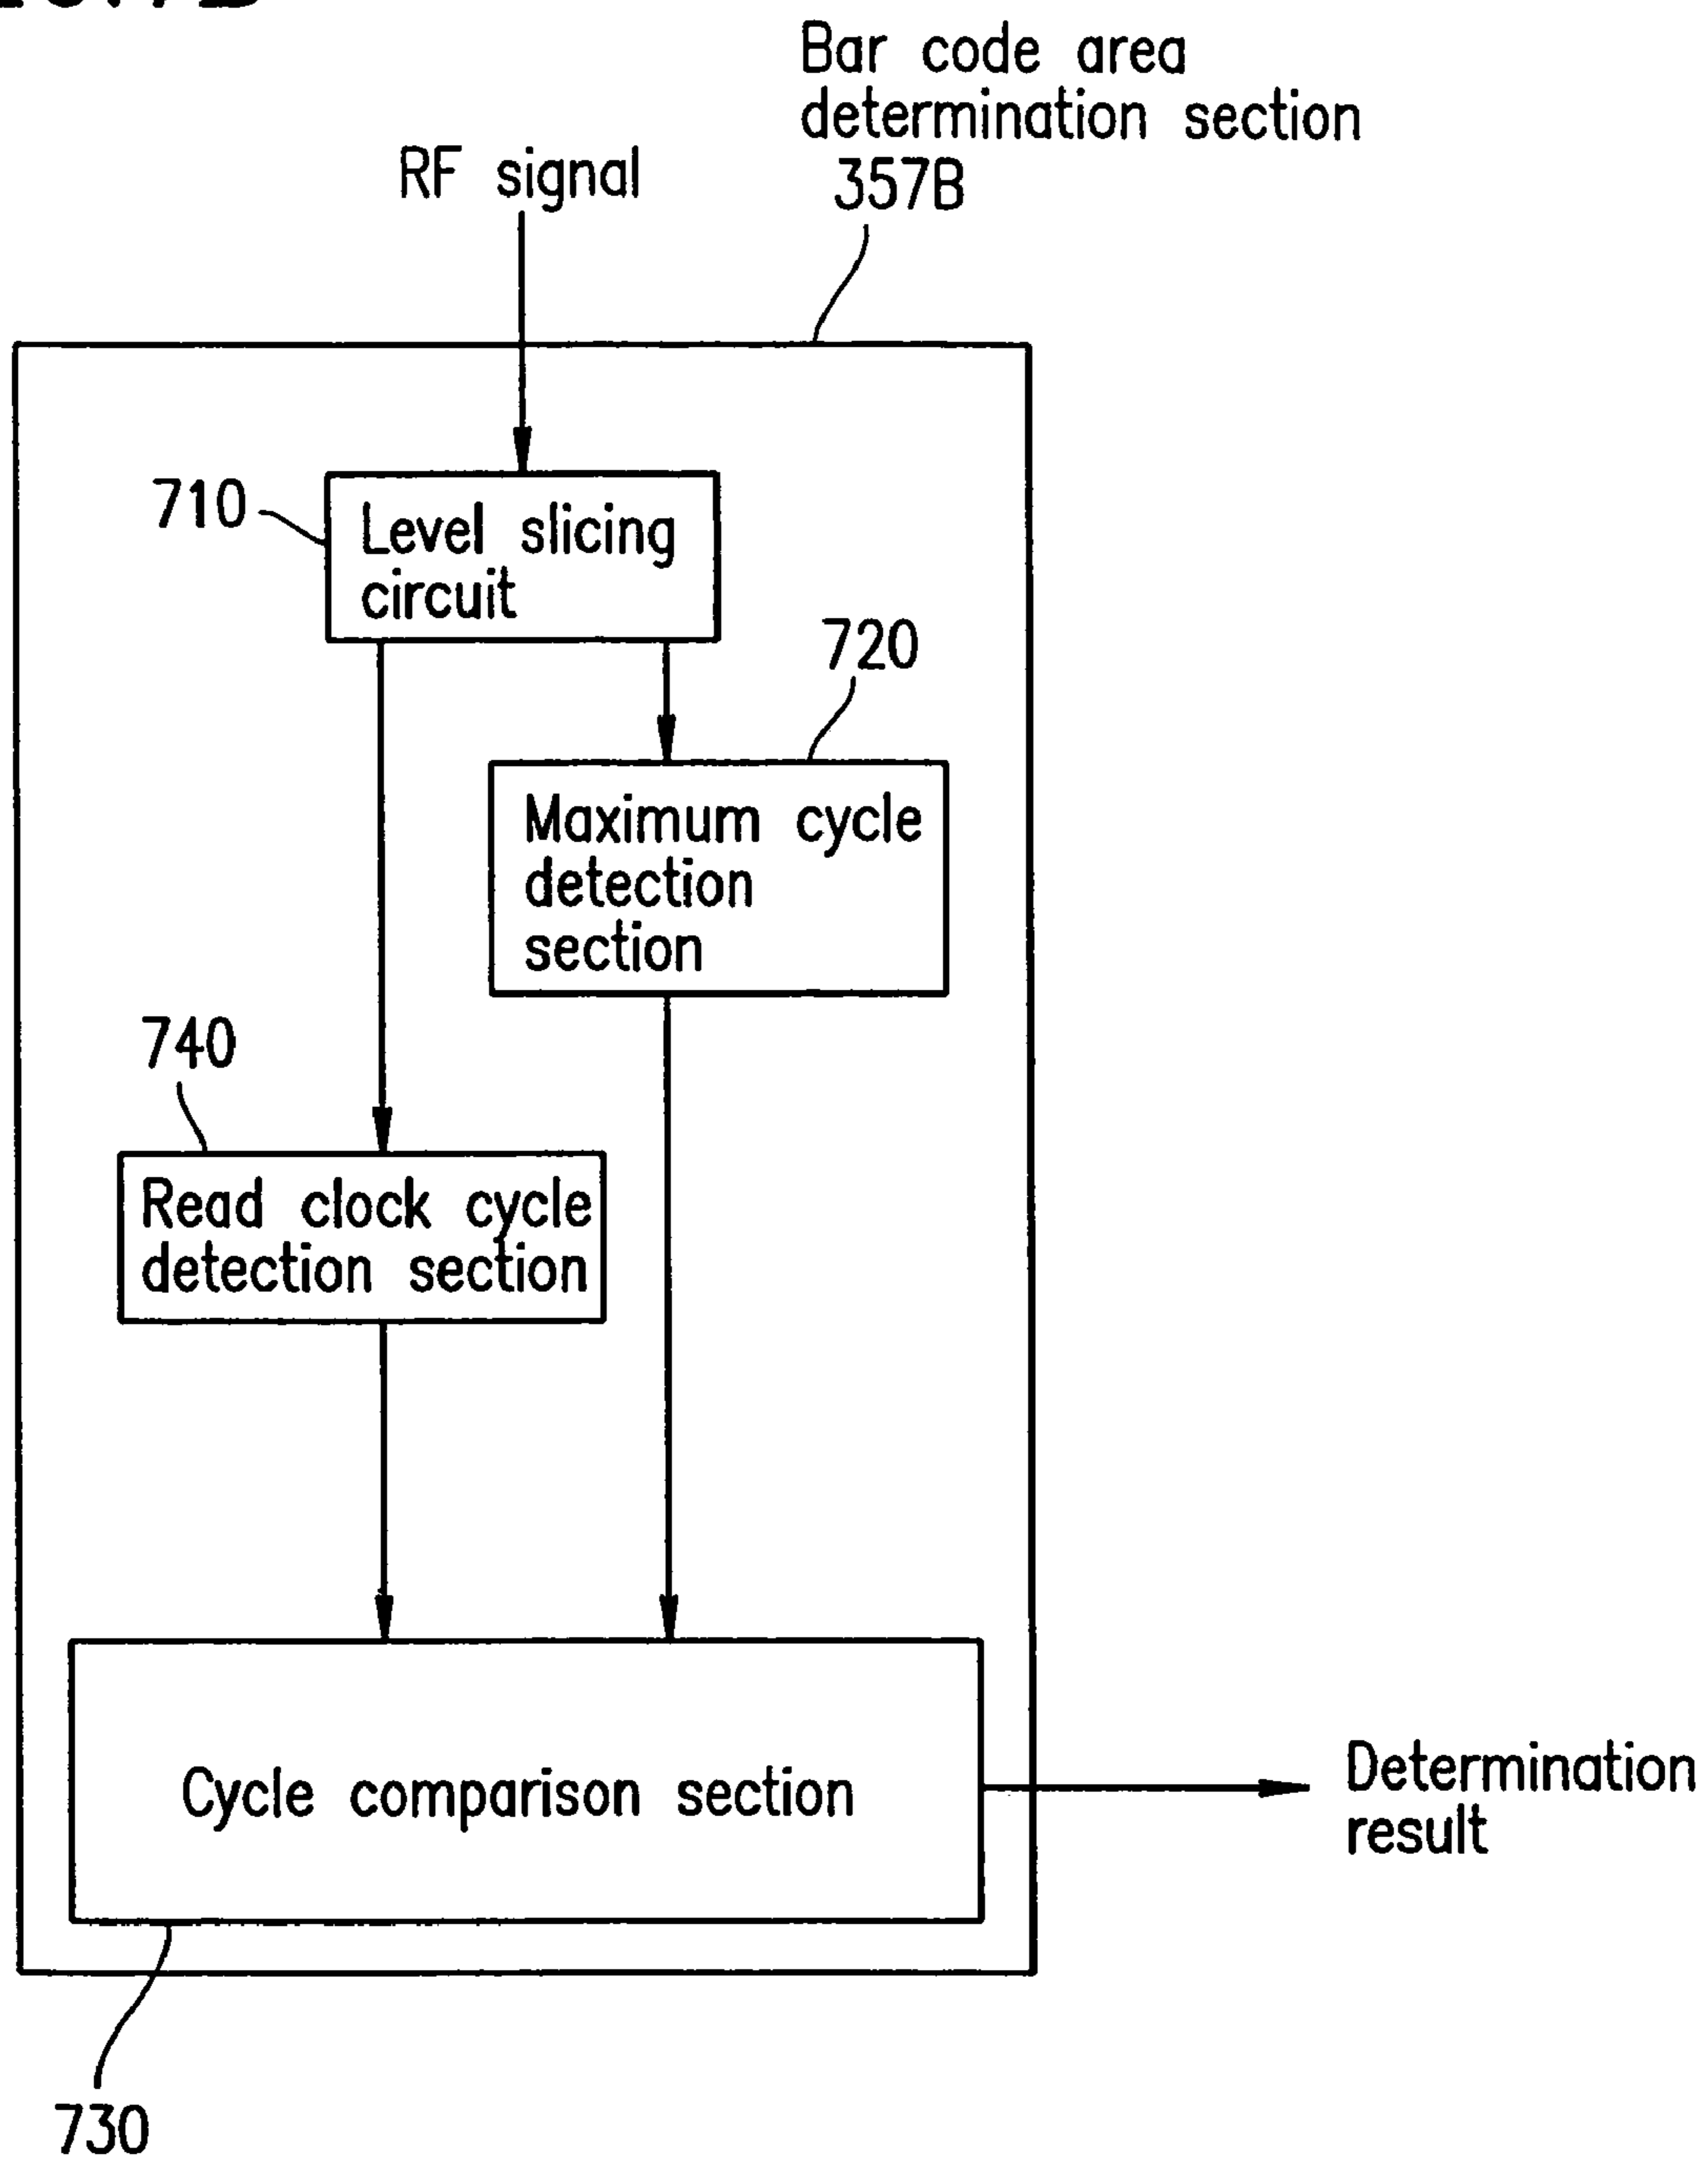 Bar code area
determination section
357B
RF signal
710
Level slicing
circuit
720
Maximum cycle
detection
section
740
Read clock cycle
detection section
Cycle comparison section
Determination
result
730